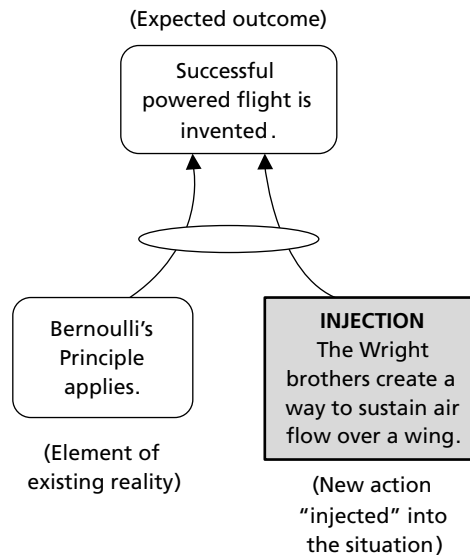 (Expected outcome)
Successful
powered flight is
invented.
Bernoulli's
Principle
applies.
(Element of
existing reality)
INJECTION
The Wright
brothers create a
way to sustain air
flow over a wing.
(New action
“injected” into
the situation)